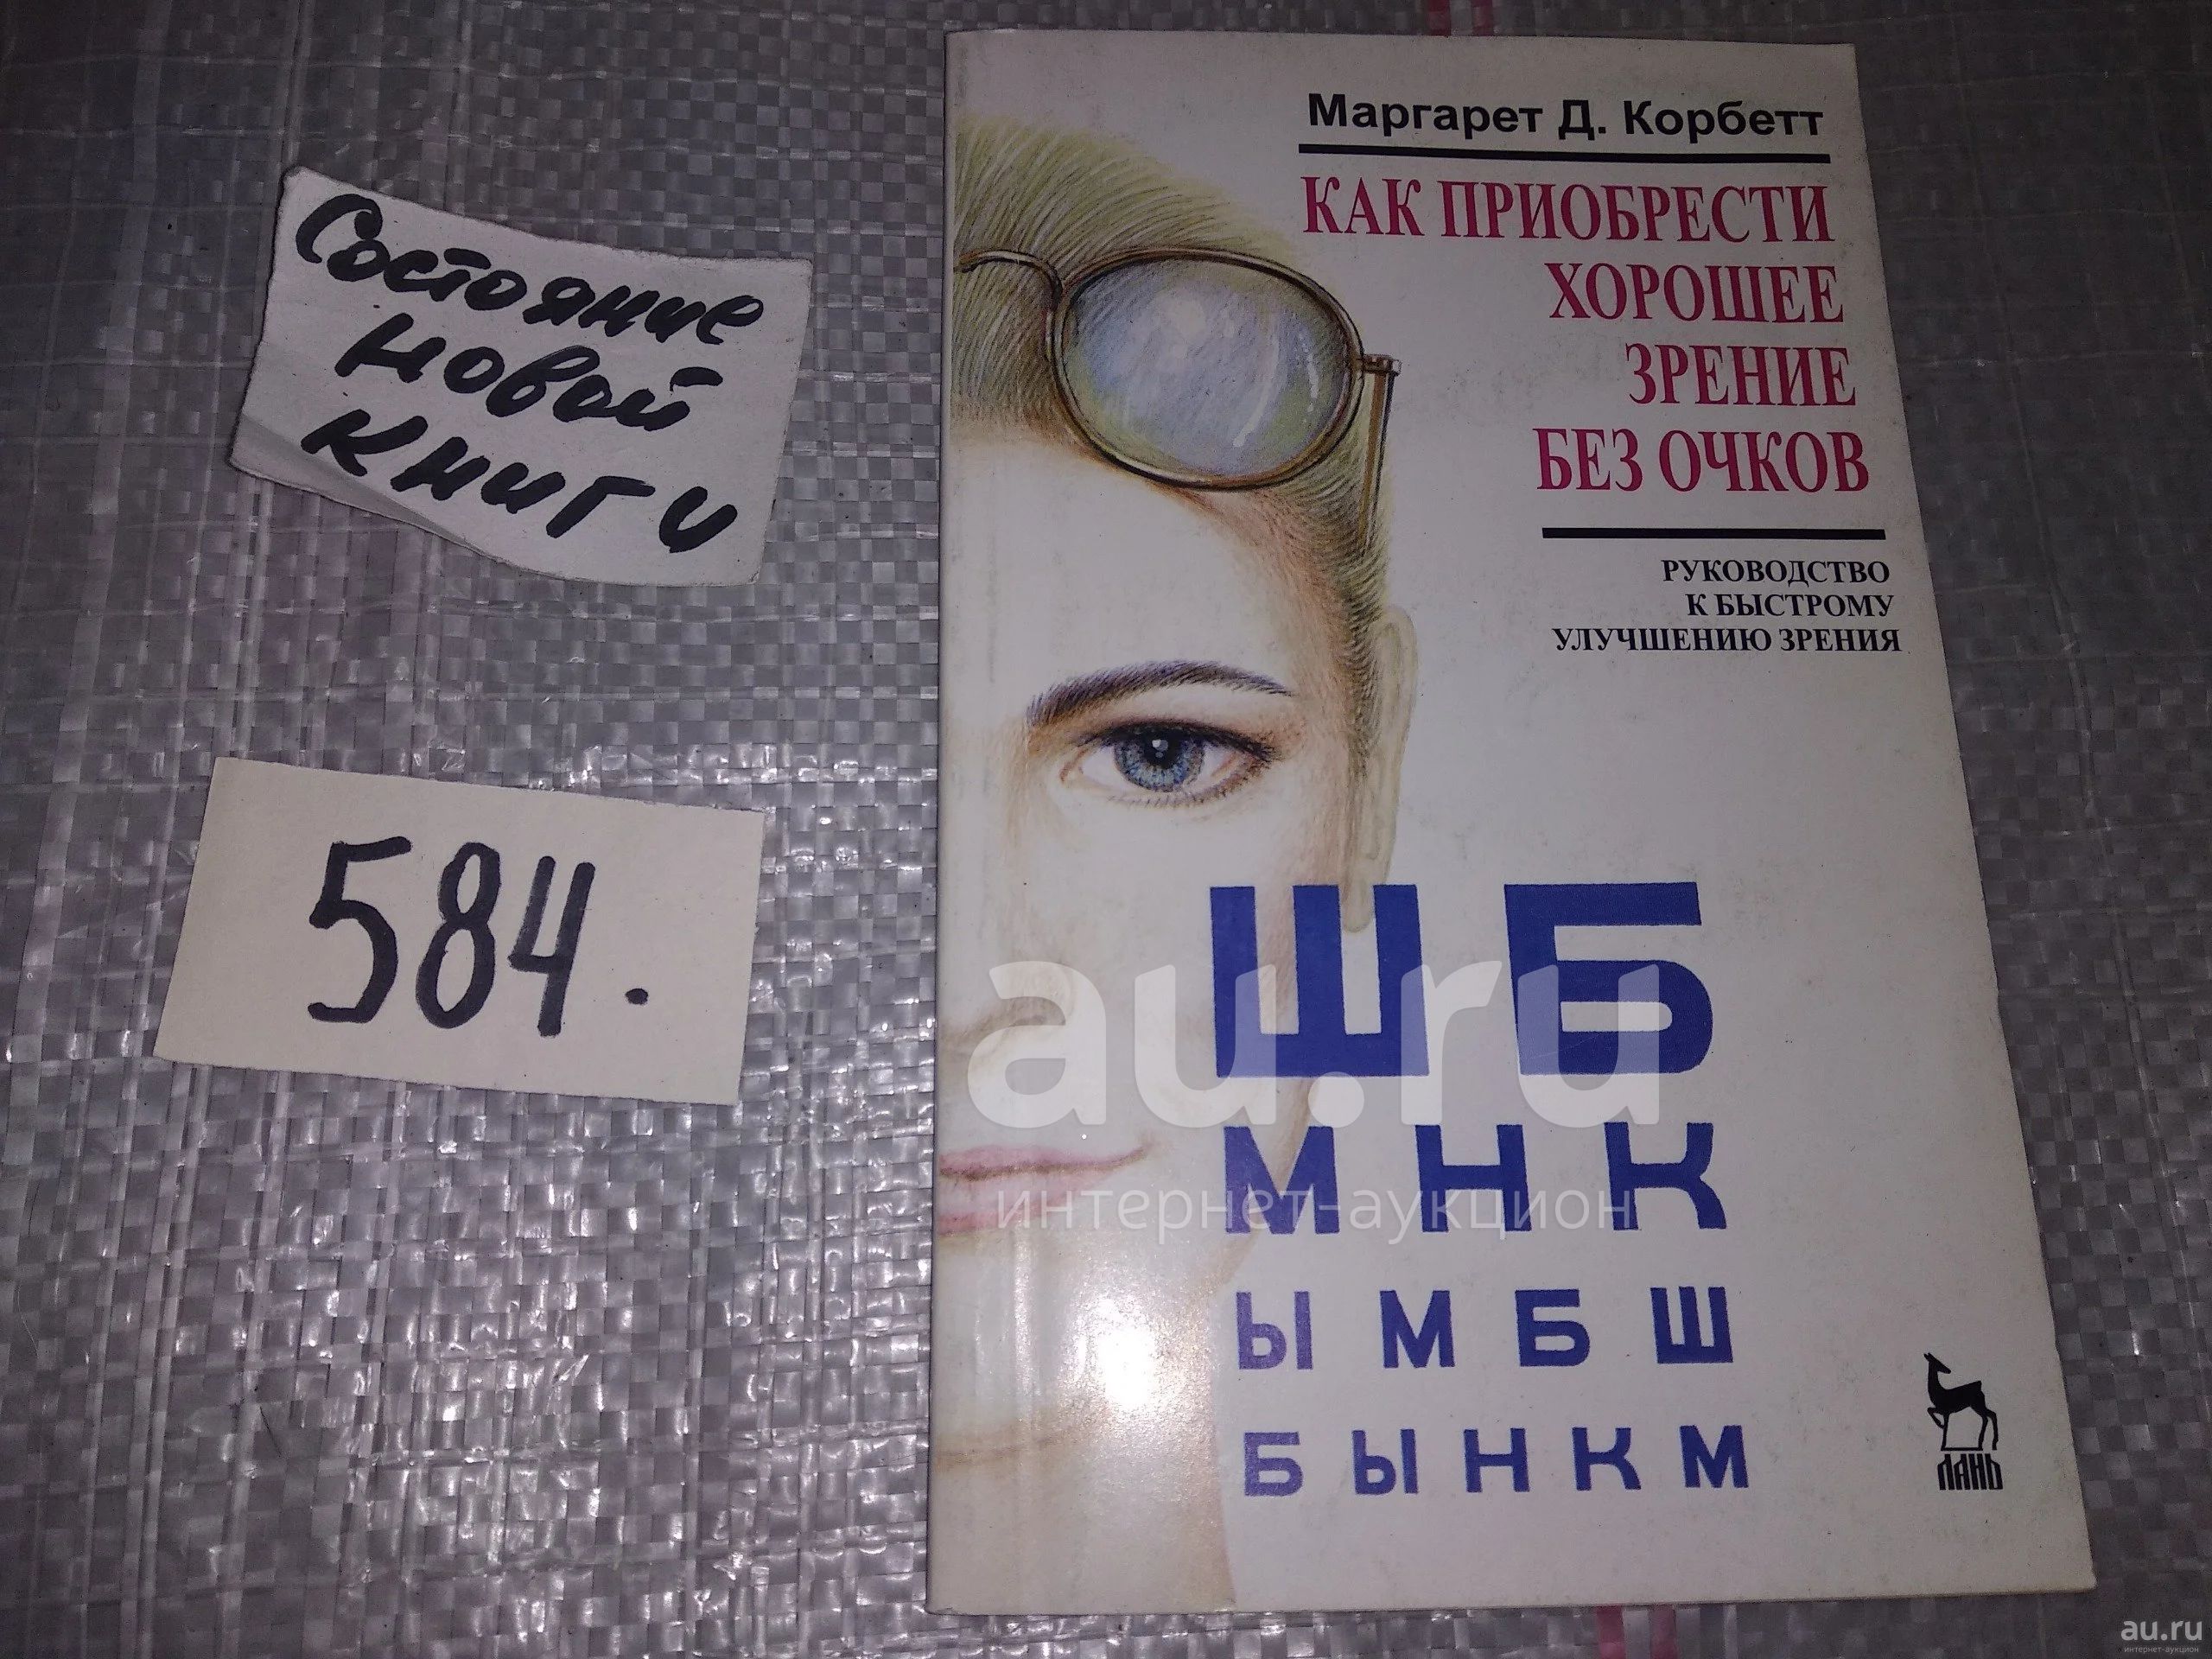 Состояние
новой
книги
584.
Маргарет Д. Корбетт
КАК ПРИОБРЕСТИ
ХОРОШЕЕ
ЗРЕНИЕ
БЕЗ ОЧКОВ
РУКОВОДСТВО
К БЫСТРОМУ
УЛУЧШЕНИЮ ЗРЕНИЯ
Ш Б
М Н К
Ы М Б Ш
Б Ы Н К М
ЛАНЬ
au.ru
интернет-аукцион
au.ru
интернет-аукцион